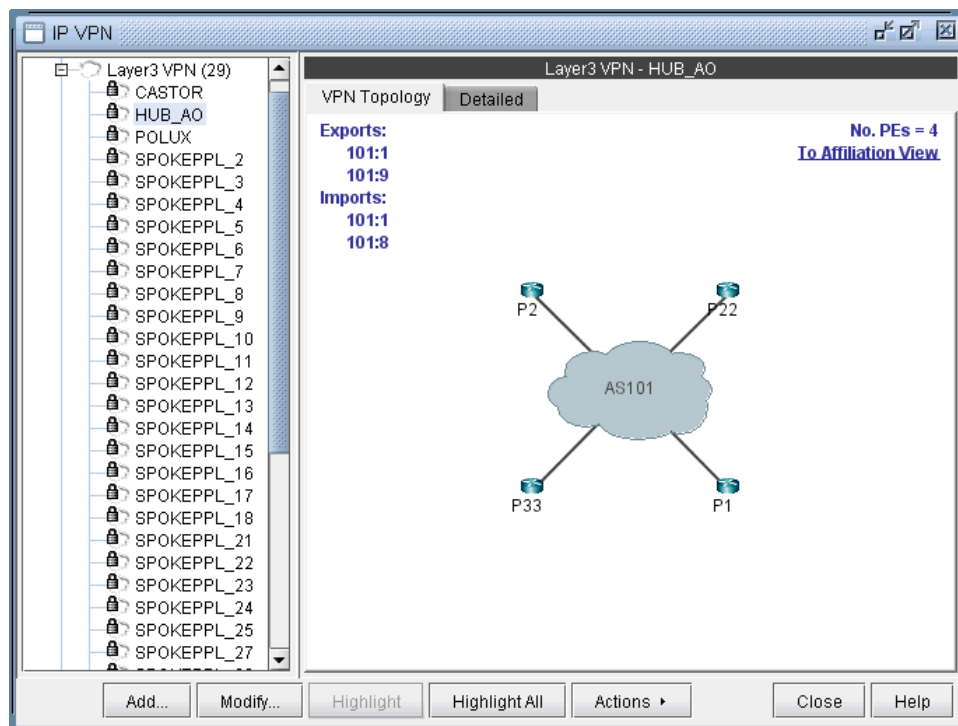 IP VPN
Layer3 VPN (29)
CASTOR
HUB_AO
POLUX
SPOKEPPL_2
SPOKEPPL_3
SPOKEPPL_4
SPOKEPPL_5
SPOKEPPL_6
SPOKEPPL_7
SPOKEPPL_8
SPOKEPPL_9
SPOKEPPL_10
SPOKEPPL_11
SPOKEPPL_12
SPOKEPPL_13
SPOKEPPL_14
SPOKEPPL_15
SPOKEPPL_16
SPOKEPPL_17
SPOKEPPL_18
SPOKEPPL_21
SPOKEPPL_22
SPOKEPPL_23
SPOKEPPL_24
SPOKEPPL_25
SPOKEPPL_27
Layer3 VPN - HUB_AO
VPN Topology Detailed
Exports:
101:1
101:9
Imports:
101:1
101:8
No. PEs = 4
To Affiliation View
P2
P22
AS101
P33
P1
Add... Modify... Highlight Highlight All Actions Close Help